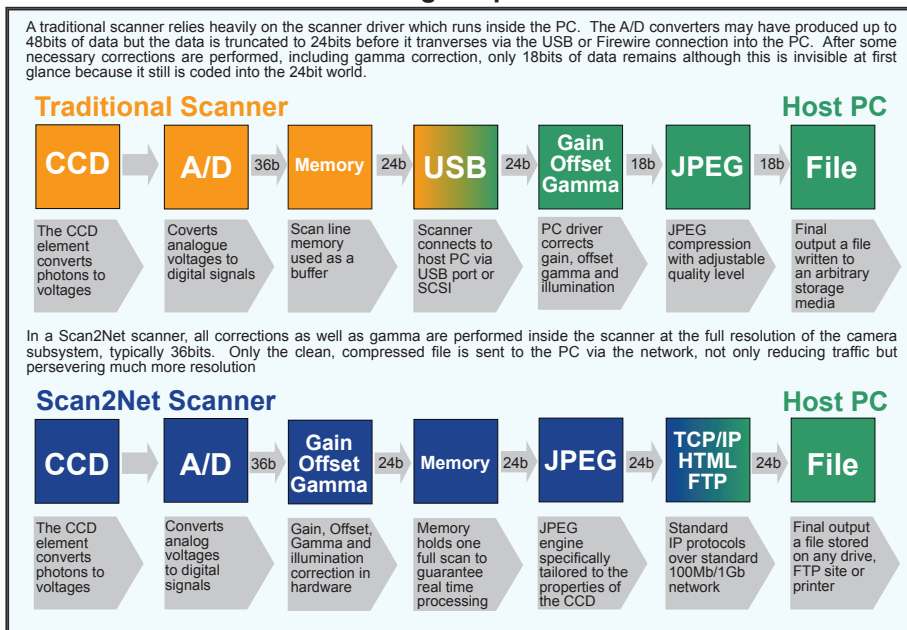 A traditional scanner relies heavily on the scanner driver which runs inside the PC. The A/D converters may have produced up to
48bits of data but the data is truncated to 24bits before it tranverses via the USB or Firewire connection into the PC. After some
necessary corrections are performed, including gamma correction, only 18bits of data remains although this is invisible at first
glance because it still is coded into the 24bit world.
Traditional Scanner
Host PC
CCD
A/D
36b
Memory
24b
USB
24b
Gain
Offset
Gamma
18b
JPEG
18b
File
The CCD
element
converts
photons to
voltages
Coverts
analogue
voltages to
digital signals
Scan line
memory
used as a
buffer
Scanner
connects to
host PC via
USB port or
SCSI
PC driver
corrects
gain, offset
gamma and
illumination
JPEG
compression
with adjustable
quality level
Final
output a file
written to
an arbitrary
storage
media
In a Scan2Net scanner, all corrections as well as gamma are performed inside the scanner at the full resolution of the camera
subsystem, typically 36bits. Only the clean, compressed file is sent to the PC via the network, not only reducing traffic but
persevering much more resolution
Scan2Net Scanner
Host PC
CCD
A/D
36b
Gain
Offset
Gamma
24b
Memory
24b
JPEG
24b
TCP/IP
HTML
FTP
24b
File
The CCD
element
converts
photons to
voltages
Converts
analog
voltages
to digital
signals
Gain, Offset,
Gamma and
illumination
correction in
hardware
Memory
holds one
full scan to
guarantee
real time
processing
JPEG
engine
specifically
tailored to the
properties of
the CCD
Standard
IP protocols
over standard
100Mb/1Gb
network
Final output
a file stored
on any drive,
FTP site or
printer